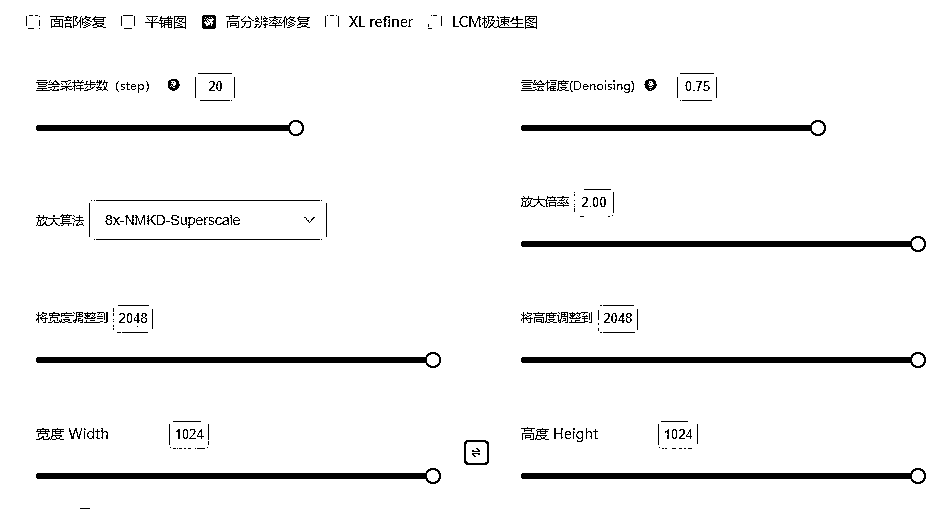 面部修复 平铺图 高分辨率修复 XL refiner LCM极速生图
重绘采样步数（step） 20 重绘幅度(Denoising) 0.75
放大算法 8x-NMKD-Superscale 放大倍率 2.00
将宽度调整到 2048 将高度调整到 2048
宽度 Width 1024 高度 Height 1024